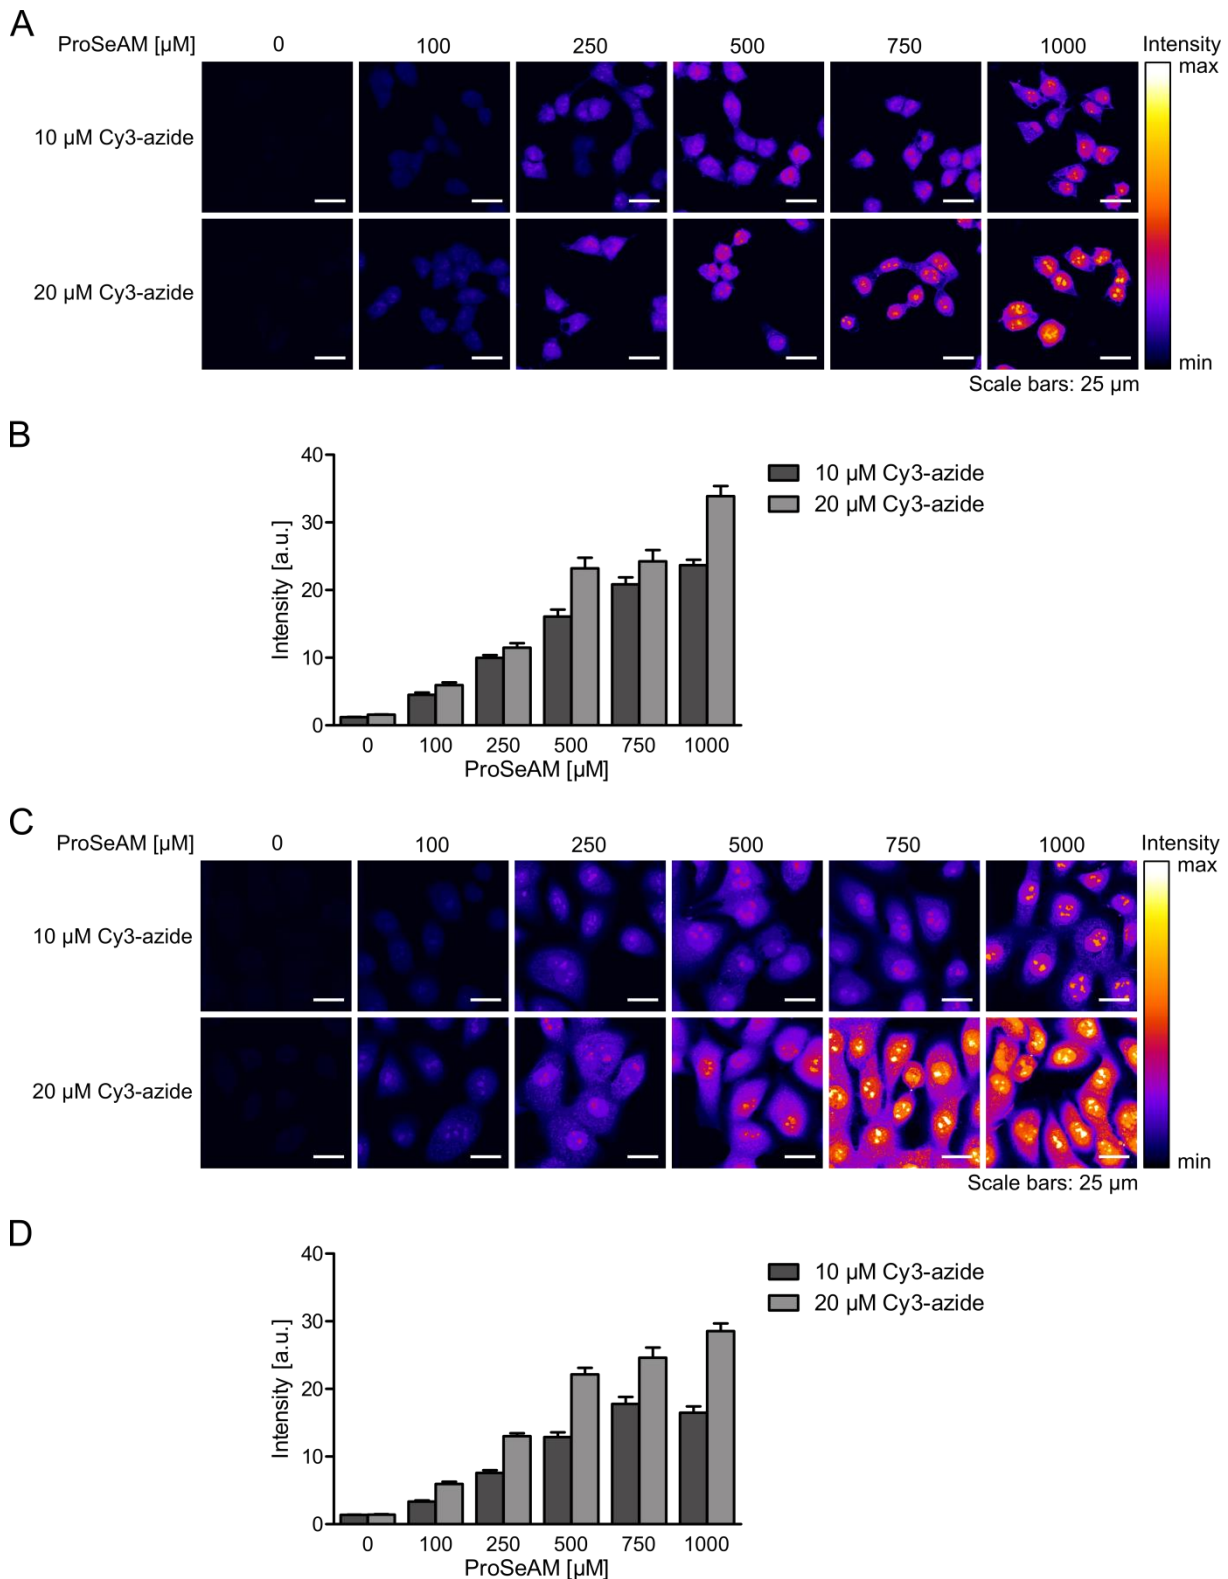 A
ProSeAM [µM] 0 100 250 500 750 1000 Intensity
max
10 µM Cy3-azide
20 µM Cy3-azide
min
Scale bars: 25 µm
B
40
30
20
10
0
Intensity [a.u.]
10 µM Cy3-azide
20 µM Cy3-azide
0 100 250 500 750 1000
ProSeAM [µM]
C
ProSeAM [µM] 0 100 250 500 750 1000 Intensity
max
10 µM Cy3-azide
20 µM Cy3-azide
min
Scale bars: 25 µm
D
40
30
20
10
0
Intensity [a.u.]
10 µM Cy3-azide
20 µM Cy3-azide
0 100 250 500 750 1000
ProSeAM [µM]